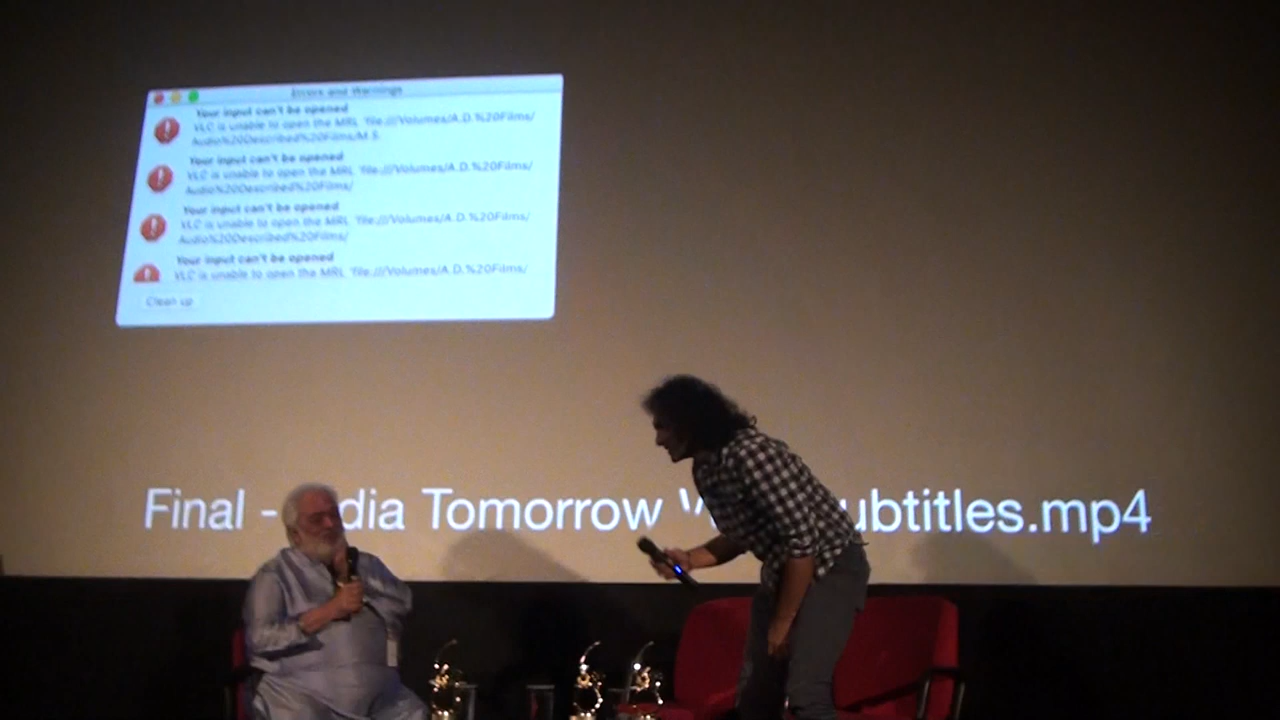 Errors and Warnings
Your input can't be opened
VLC is unable to open the MRL 'file:///Volumes/A.D.%20Films/
Audio%20Described%20Films/M.S.
Your input can't be opened
VLC is unable to open the MRL 'file:///Volumes/A.D.%20Films/
Audio%20Described%20Films/
Your input can't be opened
VLC is unable to open the MRL 'file:///Volumes/A.D.%20Films/
Audio%20Described%20Films/
Your input can't be opened
VLC is unable to open the MRL 'file:///Volumes/A.D.%20Films/
Clean up
Final - dia Tomorrow ubtitles.mp4